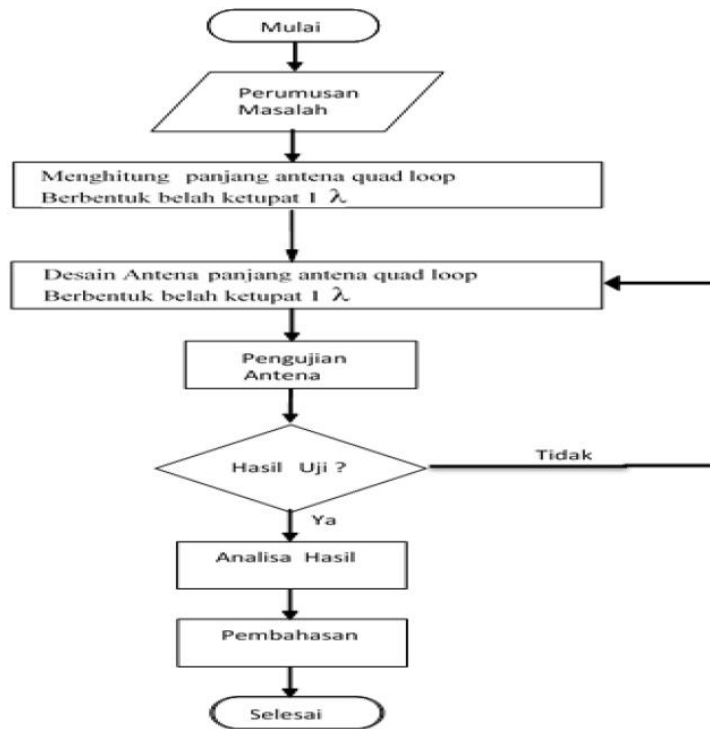 Mulai
Perumusan
Masalah
Menghitung panjang antena quad loop
Berbentuk belah ketupat 1 λ
Desain Antena panjang antena quad loop
Berbentuk belah ketupat 1 λ
Pengujian
Antena
Hasil Uji ?
Tidak
Ya
Analisa Hasil
Pembahasan
Selesai